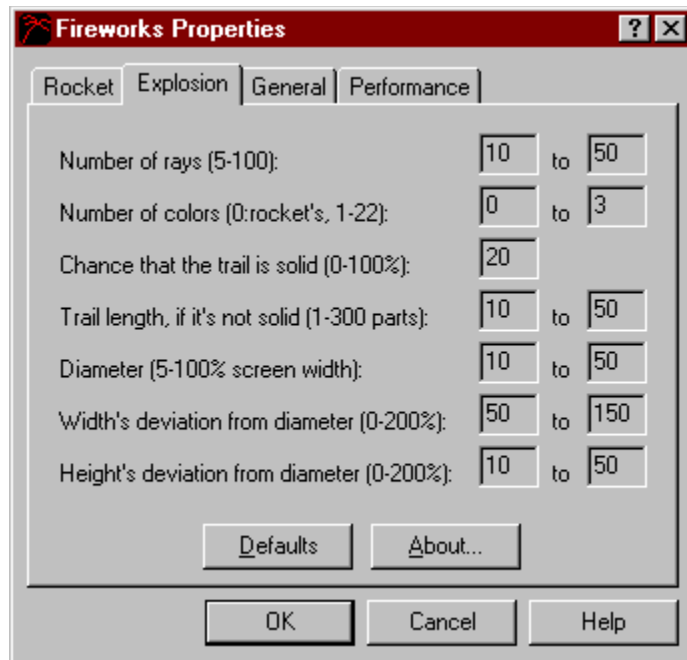 Fireworks Properties
Rocket Explosion General Performance
Number of rays (5-100): 10 to 50
Number of colors (0:rocket's, 1-22): 0 to 3
Chance that the trail is solid (0-100%): 20
Trail length, if it's not solid (1-300 parts): 10 to 50
Diameter (5-100% screen width): 10 to 50
Width's deviation from diameter (0-200%): 50 to 150
Height's deviation from diameter (0-200%): 10 to 50
Defaults About...
OK Cancel Help